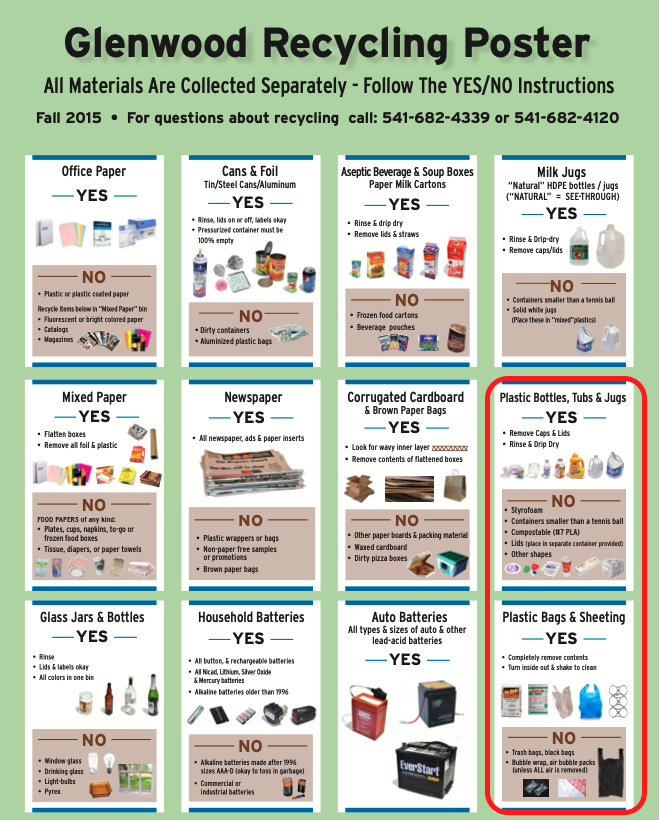 Glenwood Recycling Poster
All Materials Are Collected Separately - Follow The YES/NO Instructions
Fall 2015 • For questions about recycling call: 541-682-4339 or 541-682-4120
Office Paper
YES
NO
• Plastic or plastic coated paper
Recycle items below in "Mixed Paper" bin
• Fluorescent or bright colored paper
• Catalogs
• Magazines
Cans & Foil
Tin/Steel Cans/Aluminum
YES
• Rinse, lids on or off, labels okay
• Pressurized container must be
100% empty
NO
• Dirty containers
• Aluminized plastic bags
Aseptic Beverage & Soup Boxes
Paper Milk Cartons
YES
• Rinse & drip dry
• Remove lids & straws
NO
• Frozen food cartons
• Beverage pouches
Milk Jugs
"Natural" HDPE bottles / jugs
("NATURAL" = SEE-THROUGH)
YES
• Rinse & Drip-dry
• Remove caps/lids
NO
• Containers smaller than a tennis ball
• Solid white jugs
(Place these in "mixed"plastics)
Mixed Paper
YES
• Flatten boxes
• Remove all foil & plastic
NO
FOOD PAPERS of any kind:
• Plates, cups, napkins, to-go or
frozen food boxes
• Tissue, diapers, or paper towels
Newspaper
YES
• All newspaper, ads & paper inserts
NO
• Plastic wrappers or bags
• Non-paper free samples
or promotions
• Brown paper bags
Corrugated Cardboard
& Brown Paper Bags
YES
• Look for wavy inner layer
• Remove contents of flattened boxes
NO
• Other paper boards & packing material
• Waxed cardboard
• Dirty pizza boxes
Plastic Bottles, Tubs & Jugs
YES
• Remove Caps & Lids
• Rinse & Drip Dry
NO
• Styrofoam
• Containers smaller than a tennis ball
• Compostable (#7 PLA)
• Lids (place in separate container provided)
• Other shapes
Glass Jars & Bottles
YES
• Rinse
• Lids & labels okay
• All colors in one bin
NO
• Window glass
• Drinking glass
• Light-bulbs
• Pyrex
Household Batteries
YES
• All button, & rechargeable batteries
• All Nicad, Lithium, Silver Oxide
& Mercury batteries
• Alkaline batteries older than 1996
NO
• Alkaline batteries made after 1996
sizes AAA-D (okay to toss in garbage)
• Commercial or
industrial batteries
Auto Batteries
All types & sizes of auto & other
lead-acid batteries
YES
EverStart
Plastic Bags & Sheeting
YES
• Completely remove contents
• Turn inside out & shake to clean
NO
• Trash bags, black bags
• Bubble wrap, air bubble packs
(unless ALL air is removed)